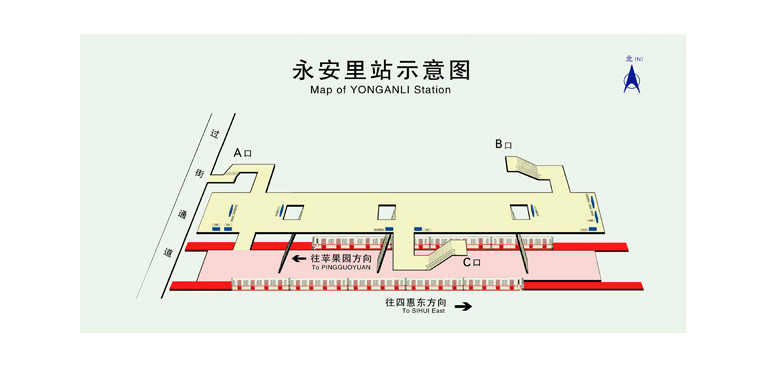 永安里站示意图
Map of YONGANLI Station
北(N)
过街通道
A口
B口
C口
往苹果园方向
To PINGGUOYUAN
往四惠东方向
To SIHUI East